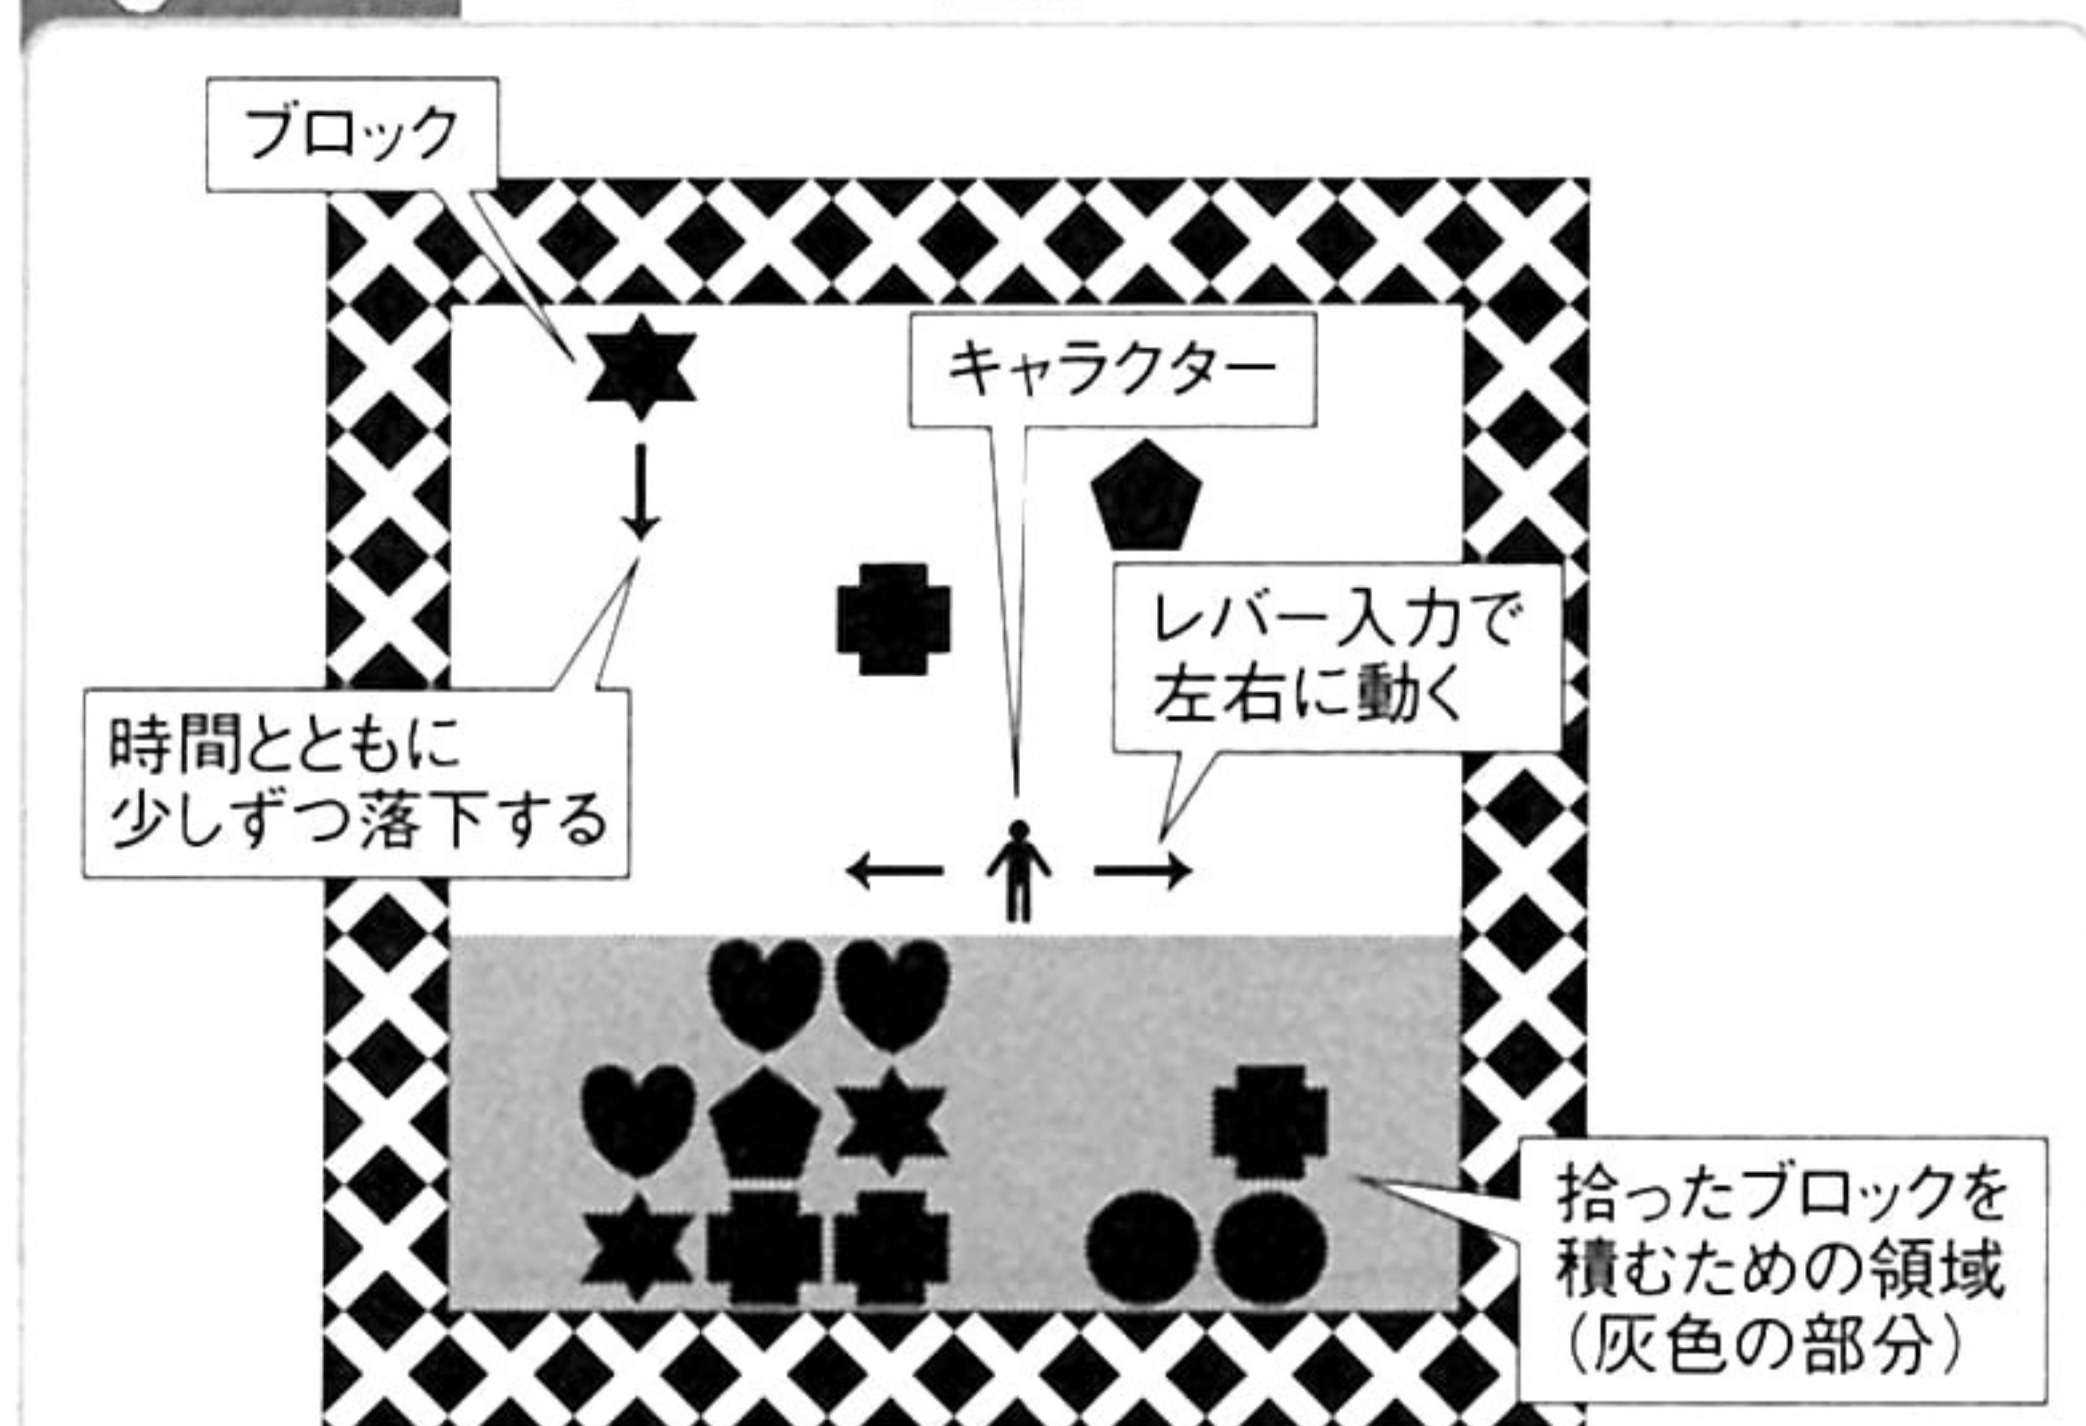 ブロック
キャラクター
レバー入力で
左右に動く
時間とともに
少しずつ落下する
拾ったブロックを
積むための領域
(灰色の部分)